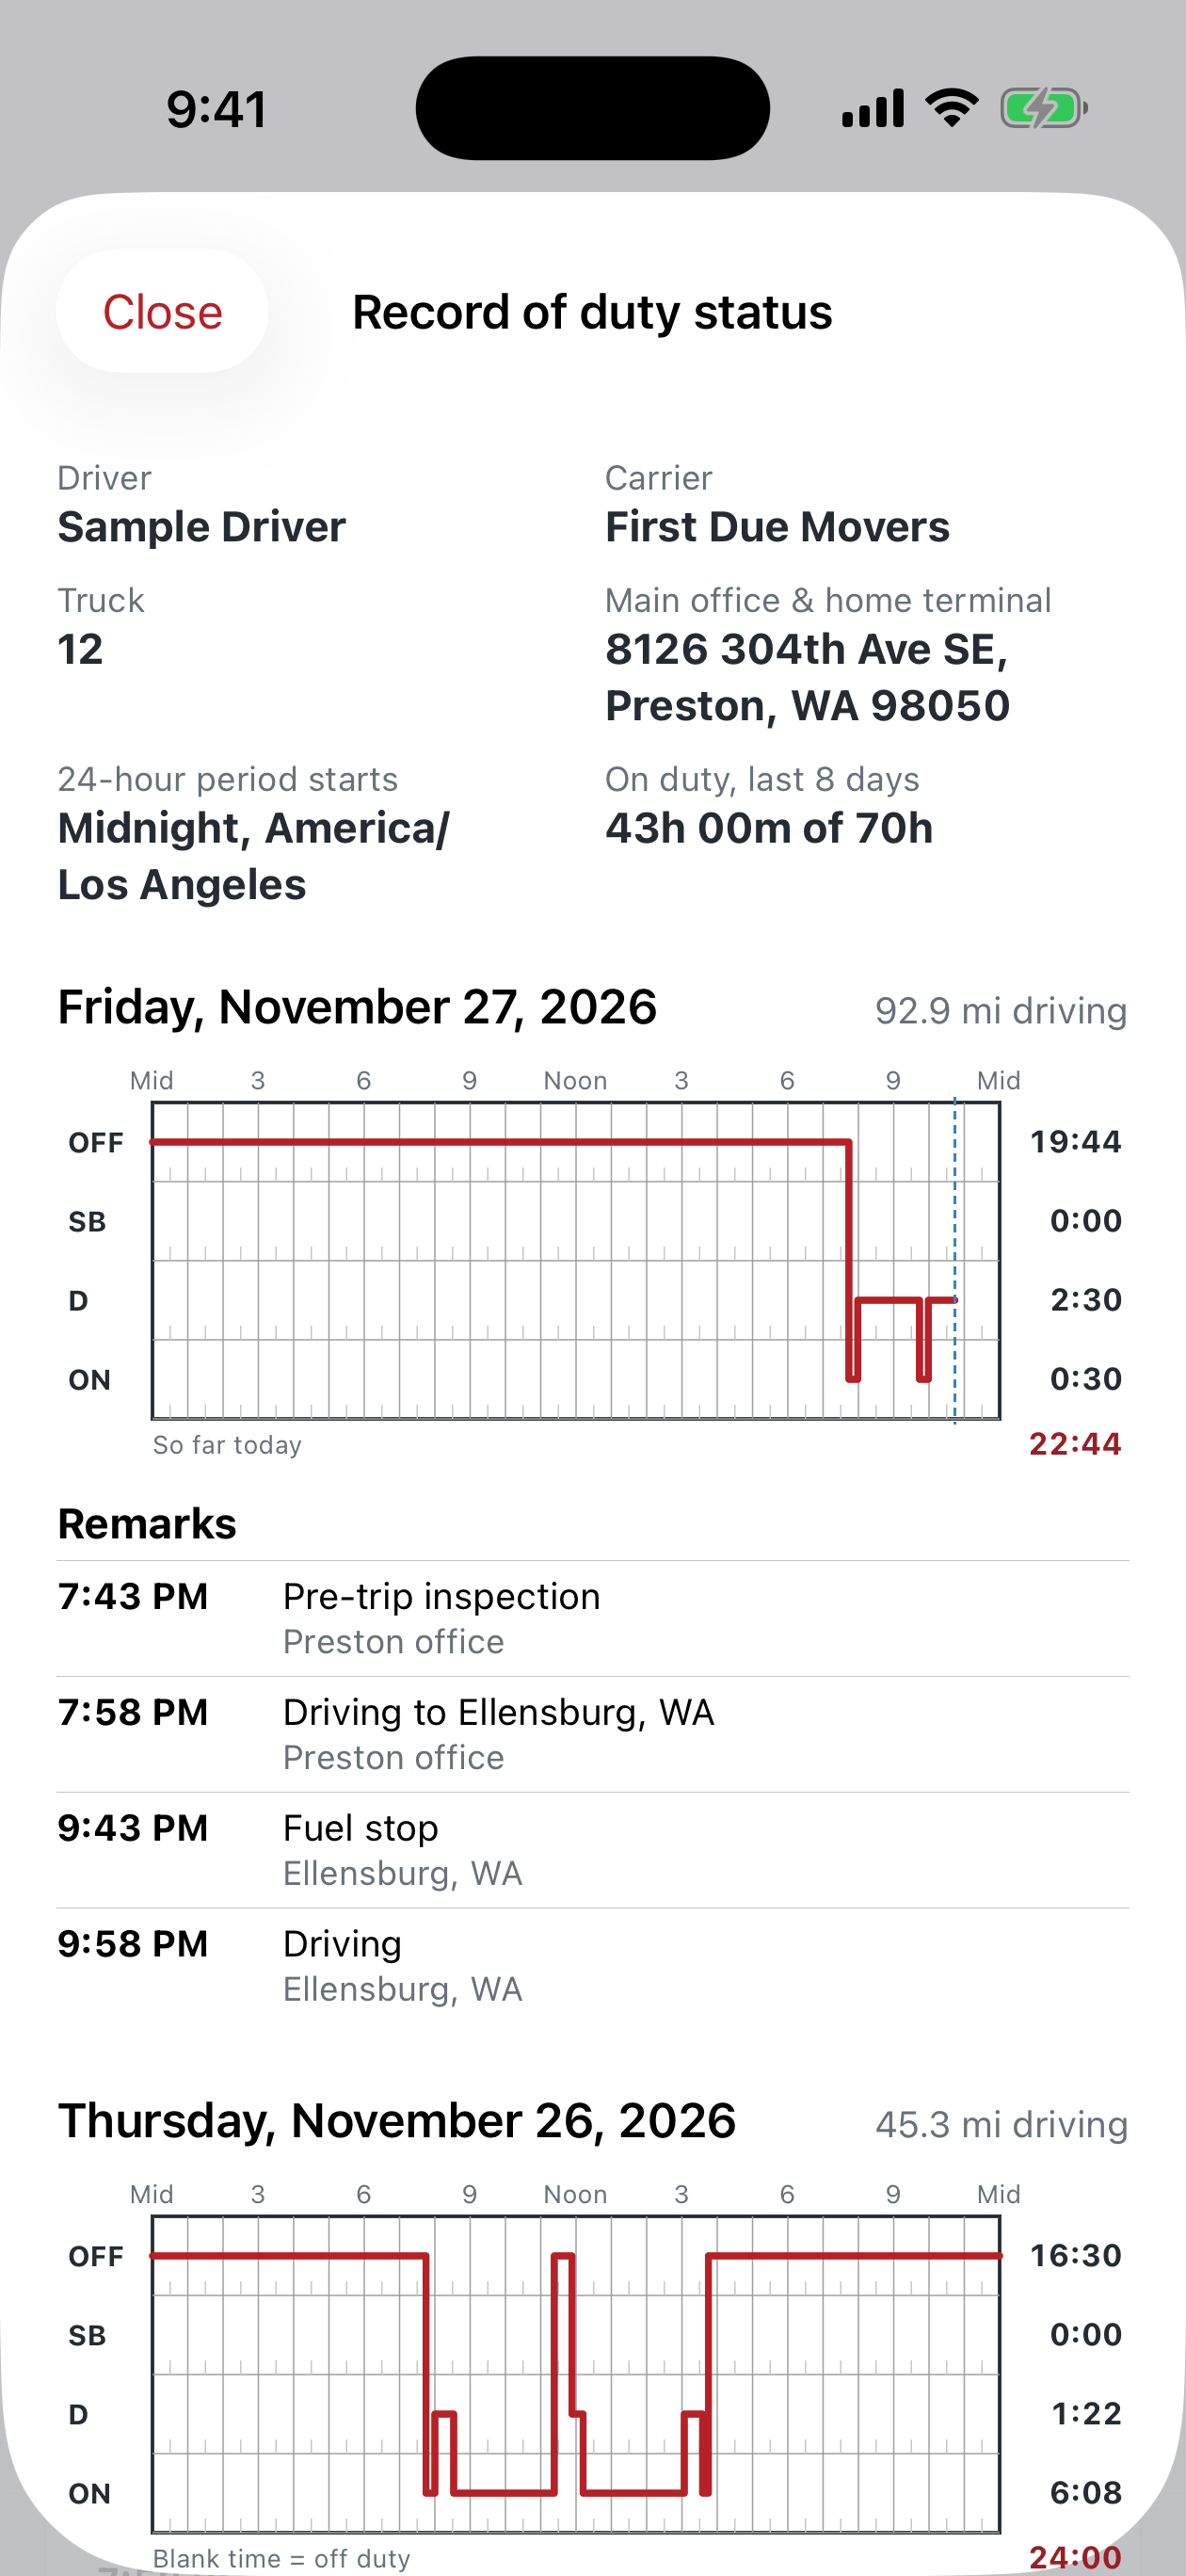 9:41
Close
Record of duty status
Driver
Sample Driver
Carrier
First Due Movers
Truck
12
Main office & home terminal
8126 304th Ave SE,
Preston, WA 98050
24-hour period starts
Midnight, America/
Los Angeles
On duty, last 8 days
43h 00m of 70h
Friday, November 27, 2026
92.9 mi driving
Mid 3 6 9 Noon 3 6 9 Mid
OFF 19:44
SB 0:00
D 2:30
ON 0:30
So far today 22:44
Remarks
7:43 PM Pre-trip inspection
Preston office
7:58 PM Driving to Ellensburg, WA
Preston office
9:43 PM Fuel stop
Ellensburg, WA
9:58 PM Driving
Ellensburg, WA
Thursday, November 26, 2026
45.3 mi driving
Mid 3 6 9 Noon 3 6 9 Mid
OFF 16:30
SB 0:00
D 1:22
ON 6:08
Blank time = off duty 24:00